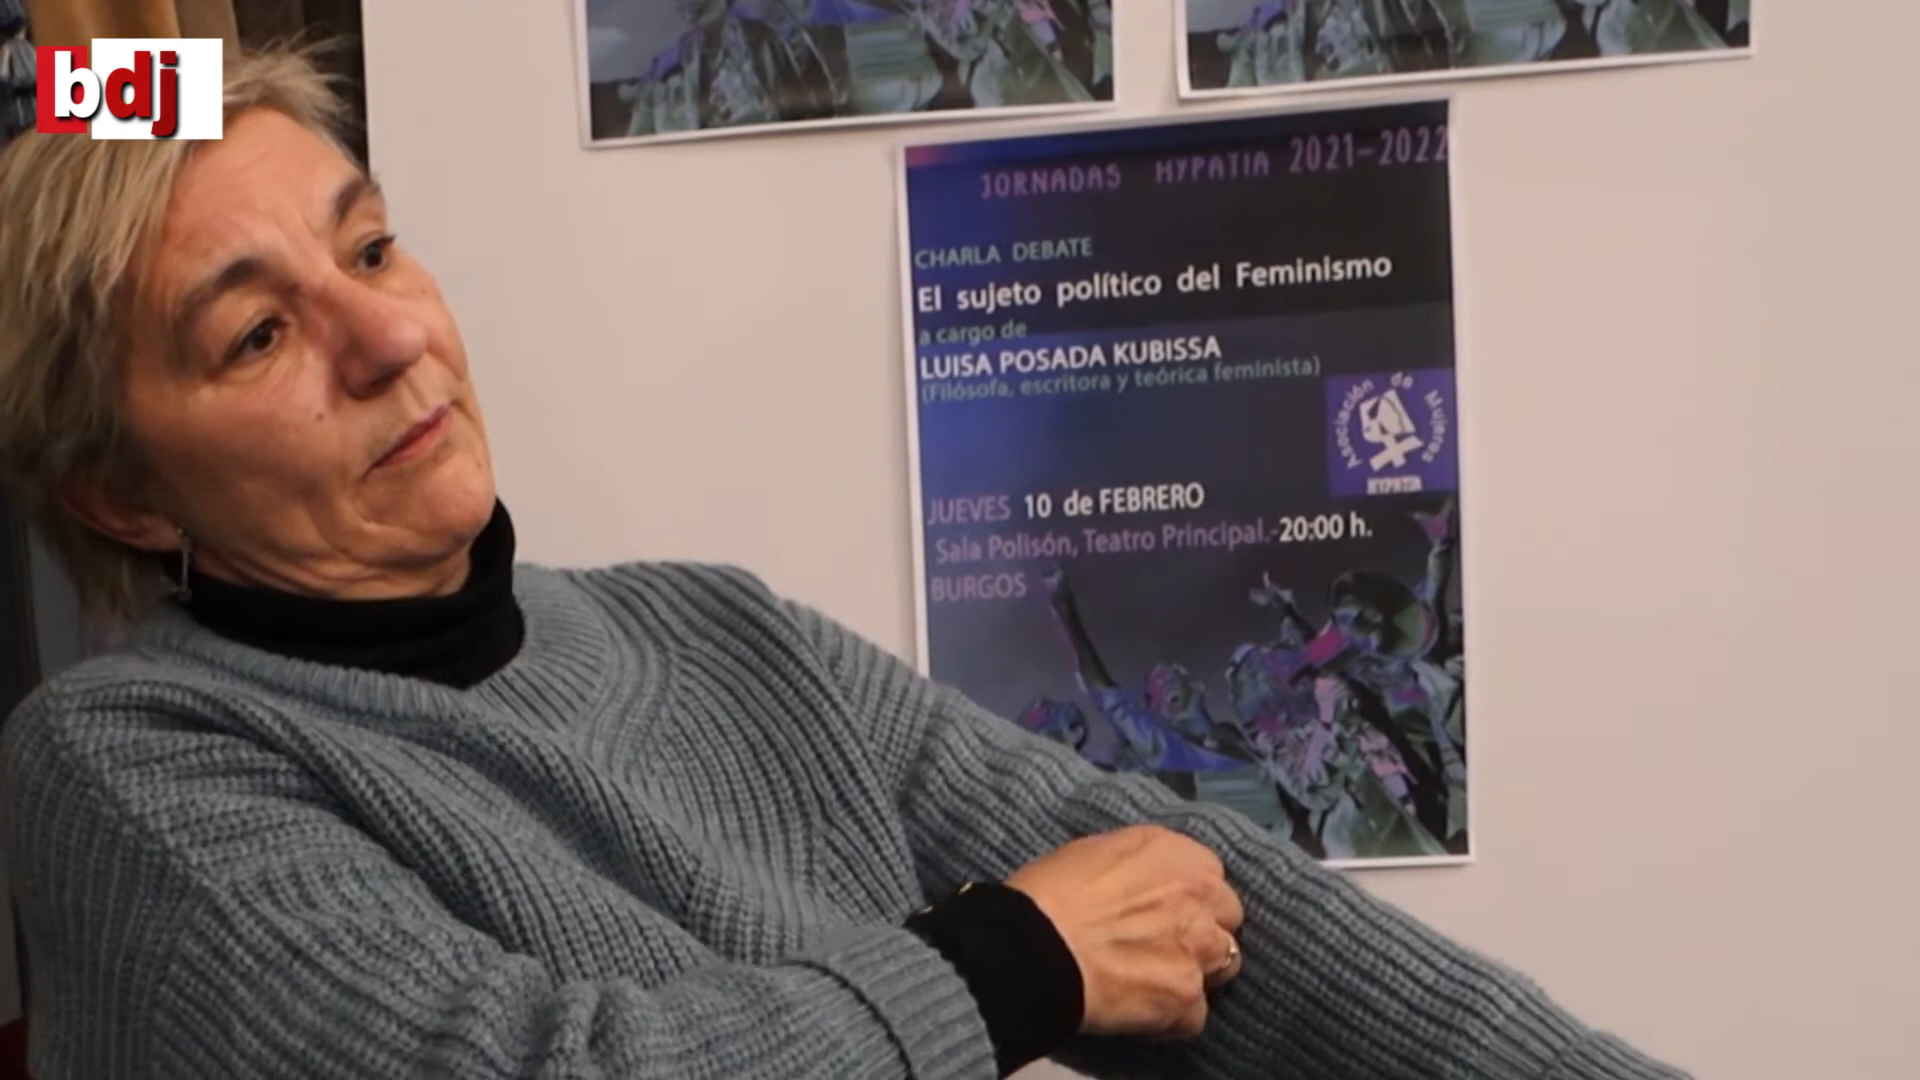 bdj
JORNADAS HYPATIA 2021-2022
CHARLA DEBATE
El sujeto político del Feminismo
a cargo de
LUISA POSADA KUBISSA
(Filósofa, escritora y teórica feminista)
Asociación de Mujeres
HYPATIA
JUEVES 10 de FEBRERO
Sala Polisón, Teatro Principal.-20:00 h.
BURGOS